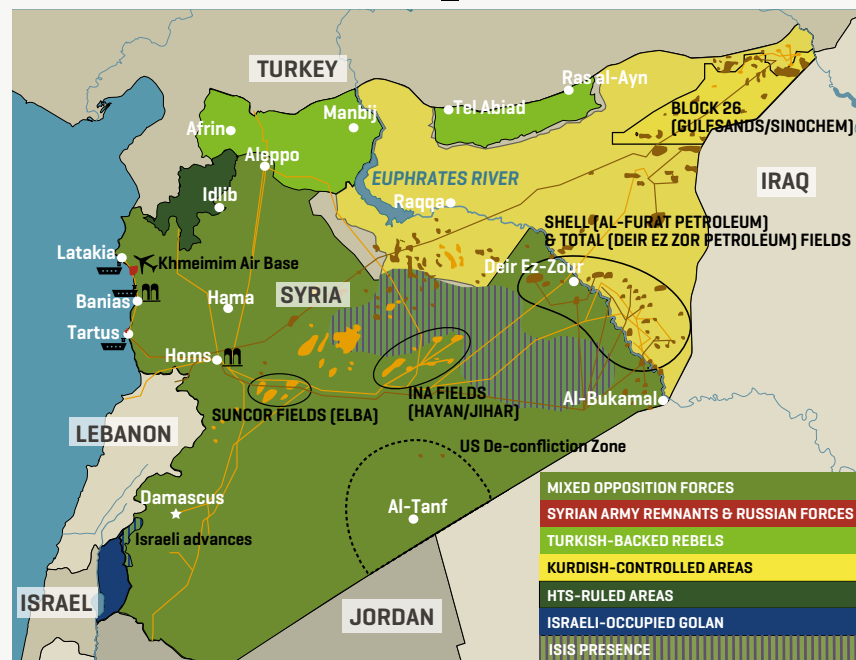 TURKEY
Ras al-Ayn
Tel Abiad
Manbij
Afrin
BLOCK 26
(GULFSANDS/SINOCHEM)
Aleppo
EUPHRATES RIVER
IRAQ
Idlib
Raqqa
SHELL (AL-FURAT PETROLEUM)
& TOTAL (DEIR EZ ZOR PETROLEUM) FIELDS
Latakia
Khmeimim Air Base
Deir Ez-Zour
Banias
Hama
SYRIA
Tartus
Homs
INA FIELDS
(HAYAN/JIHAR)
Al-Bukamal
SUNCOR FIELDS (ELBA)
LEBANON
US De-confliction Zone
Damascus
Al-Tanf
Israeli advances
ISRAEL
JORDAN
MIXED OPPOSITION FORCES
SYRIAN ARMY REMNANTS & RUSSIAN FORCES
TURKISH-BACKED REBELS
KURDISH-CONTROLLED AREAS
HTS-RULED AREAS
ISRAELI-OCCUPIED GOLAN
ISIS PRESENCE